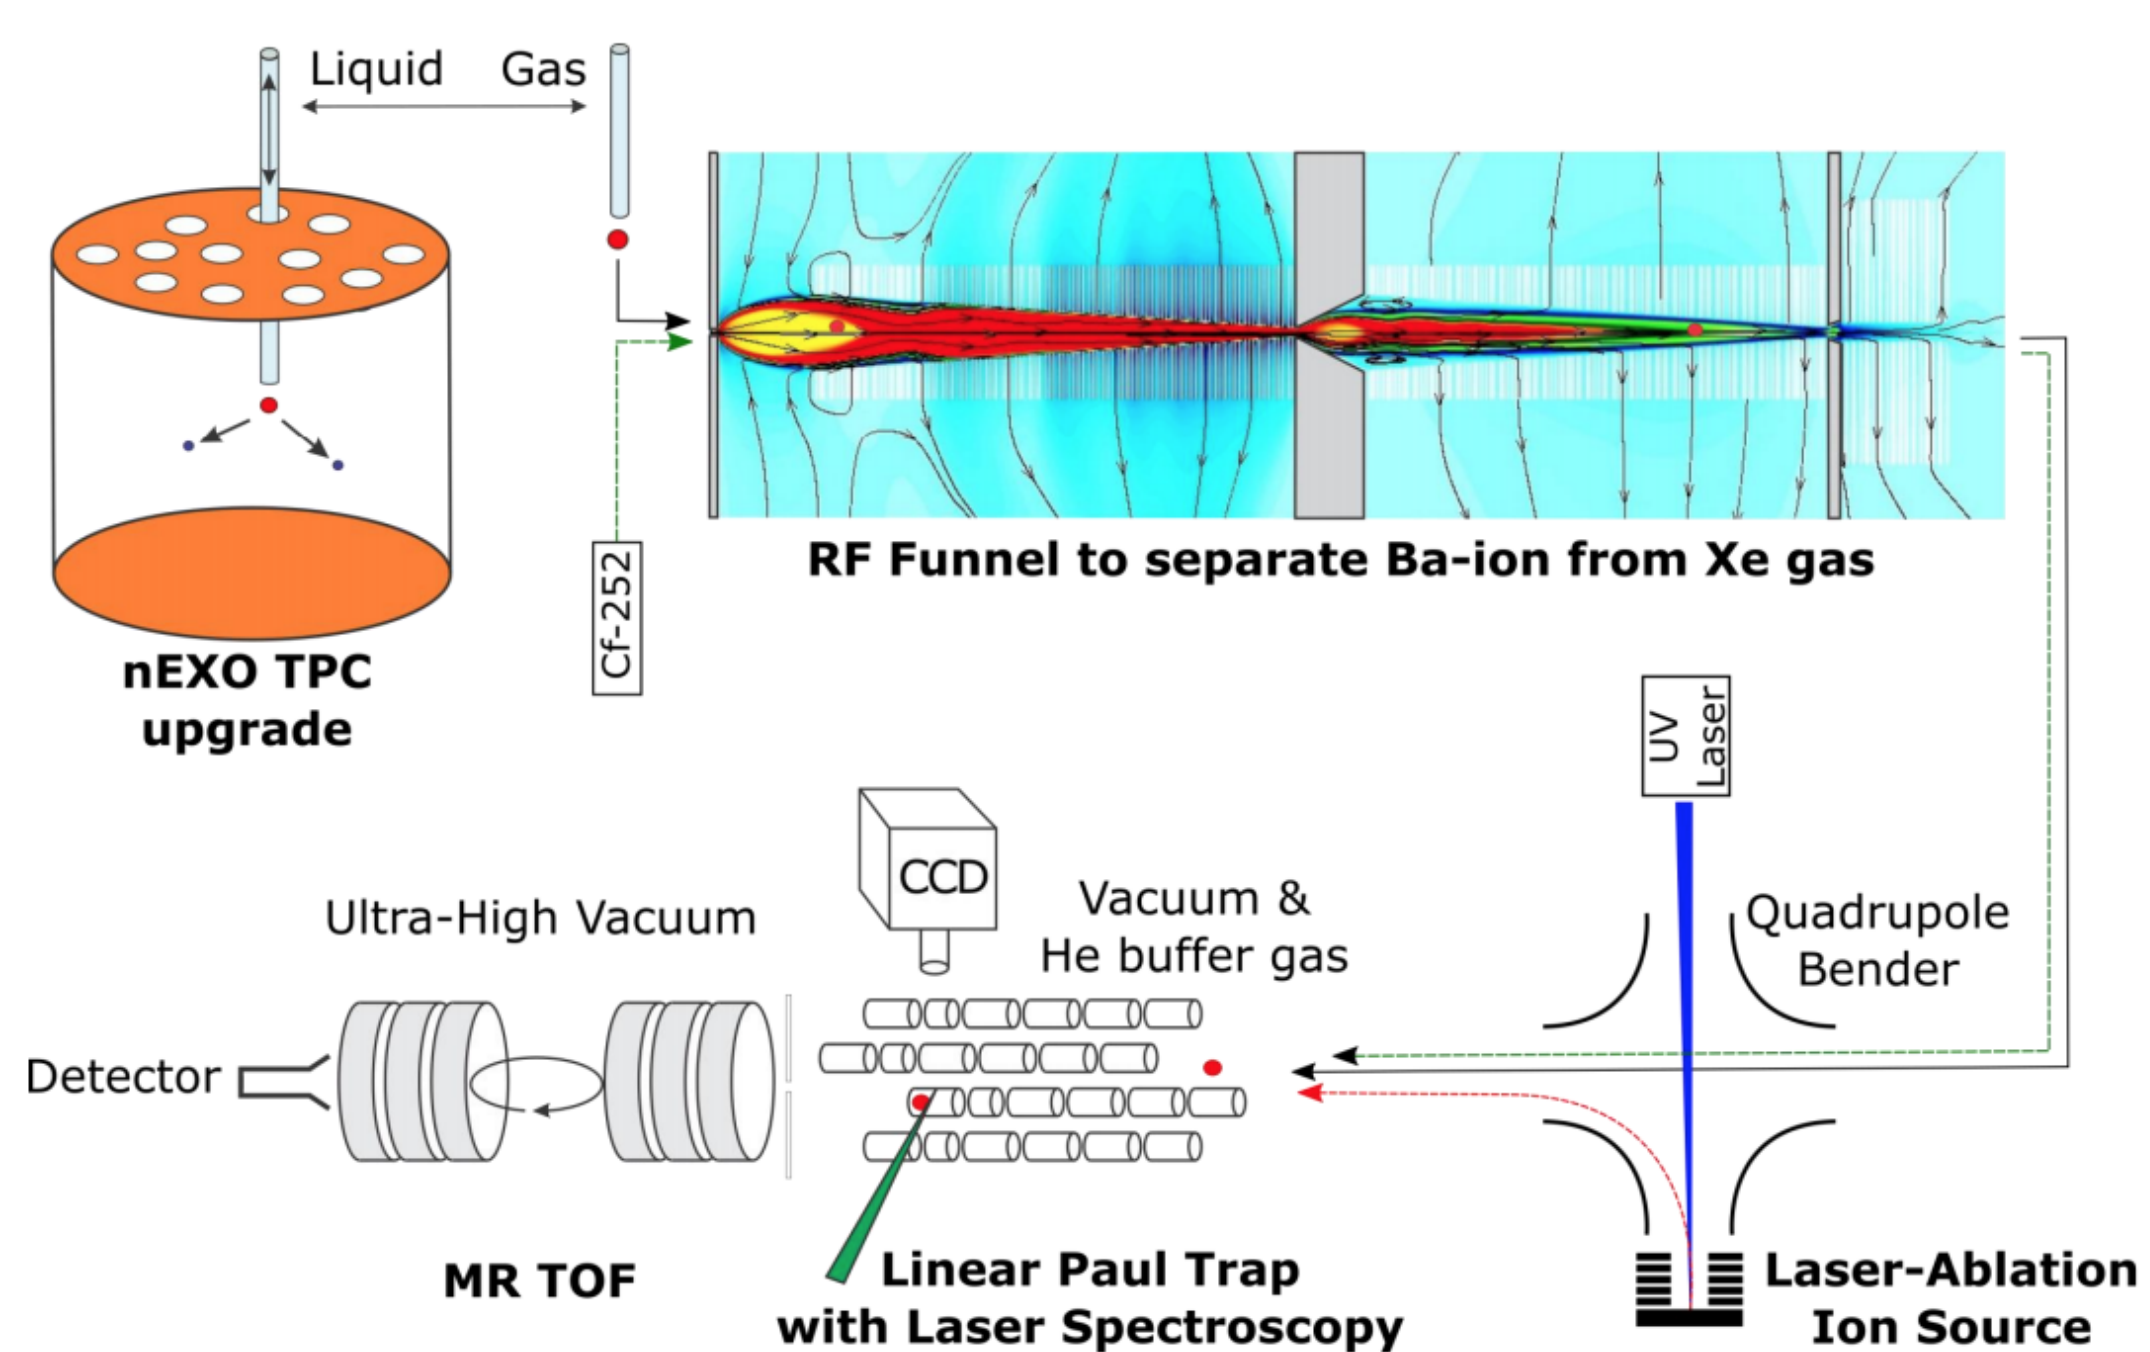 Liquid Gas
Cf-252
RF Funnel to separate Ba-ion from Xe gas
nEXO TPC
upgrade
UV
Laser
CCD
Ultra-High Vacuum
Vacuum &
He buffer gas
Quadrupole
Bender
Detector
MR TOF
Linear Paul Trap
with Laser Spectroscopy
Laser-Ablation
Ion Source